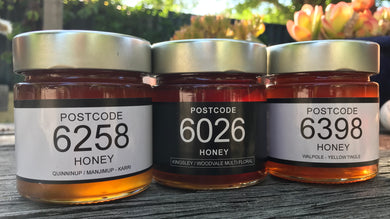 POSTCODE
6258
HONEY
QUINNINUP / MANJIMUP - KARRI
POSTCODE
6026
HONEY
KINGSLEY / WOODVALE MULTI-FLORAL
POSTCODE
6398
HONEY
WALPOLE - YELLOW TINGLE